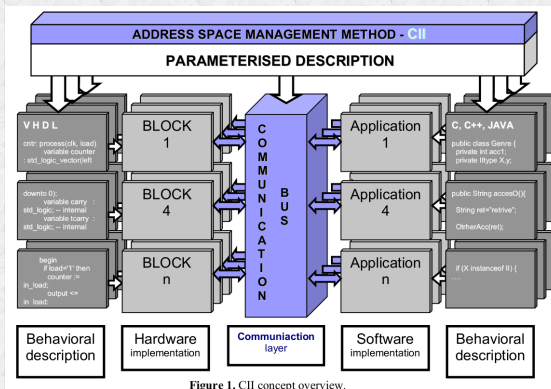 ADDRESS SPACE MANAGEMENT METHOD - CII
PARAMETERISED DESCRIPTION
V H D L
cntr: process(clk, load)
variable counter
: std_logic_vector(left
downto 0);
variable carry :
std_logic; -- internal
variable tcarry :
std_logic; -- internal
begin
if load='1' then
counter :=
in_load;
output <=
in_load;
BLOCK
1
BLOCK
4
BLOCK
n
COMMUNICATION
BUS
Application
1
Application
4
Application
n
C, C++, JAVA
public class Genre {
private int acc1;
private IItype X,y;
public String accesO(){
String ret="retrive";
OtrherAcc(ret);
if (X instanceof II) {
....
Behavioral
description
Hardware
implementation
Communiaction
layer
Software
implementation
Behavioral
description
Figure 1. CII concept overview.